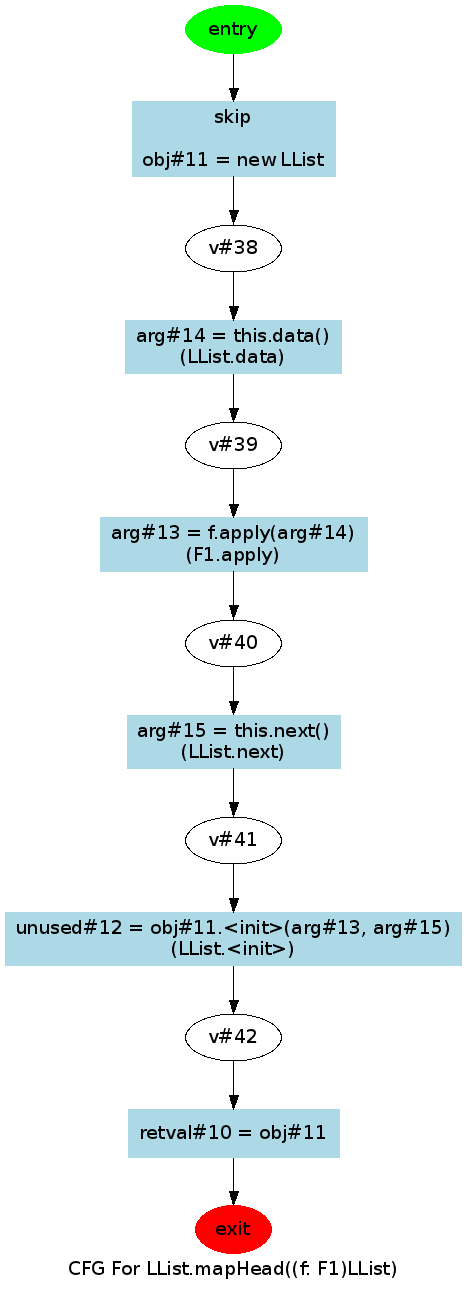 entry
skip
obj#11 = new LList
v#38
arg#14 = this.data()
(LList.data)
v#39
arg#13 = f.apply(arg#14)
(F1.apply)
v#40
arg#15 = this.next()
(LList.next)
v#41
unused#12 = obj#11.<init>(arg#13, arg#15)
(LList.<init>)
v#42
retval#10 = obj#11
exit
CFG For LList.mapHead((f: F1)LList)